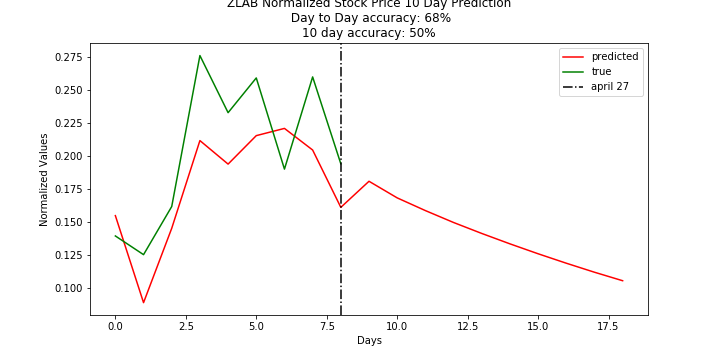 ZLAB Normalized Stock Price 10 Day Prediction
Day to Day accuracy: 68%
10 day accuracy: 50%
predicted
true
april 27
Normalized Values
0.275
0.250
0.225
0.200
0.175
0.150
0.125
0.100
0.0 2.5 5.0 7.5 10.0 12.5 15.0 17.5
Days